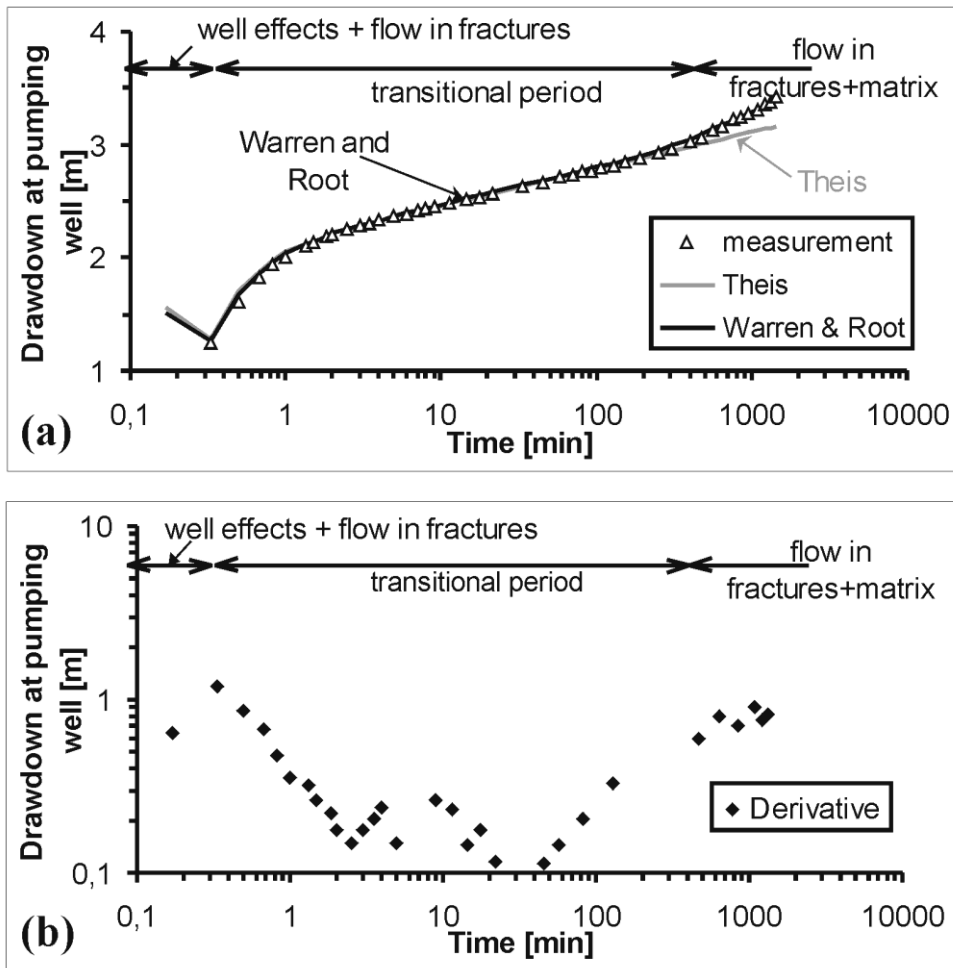 4
well effects + flow in fractures
flow in
fractures+matrix
transitional period
3
Warren and
Root
Theis
2
measurement
Theis
Warren & Root
1
0,1
1
10
100
1000
10000
Drawdown at pumping
well [m]
Time [min]
(a)
10
well effects + flow in fractures
flow in
fractures+matrix
transitional period
1
Derivative
0,1
0,1
1
10
100
1000
10000
Drawdown at pumping
well [m]
Time [min]
(b)